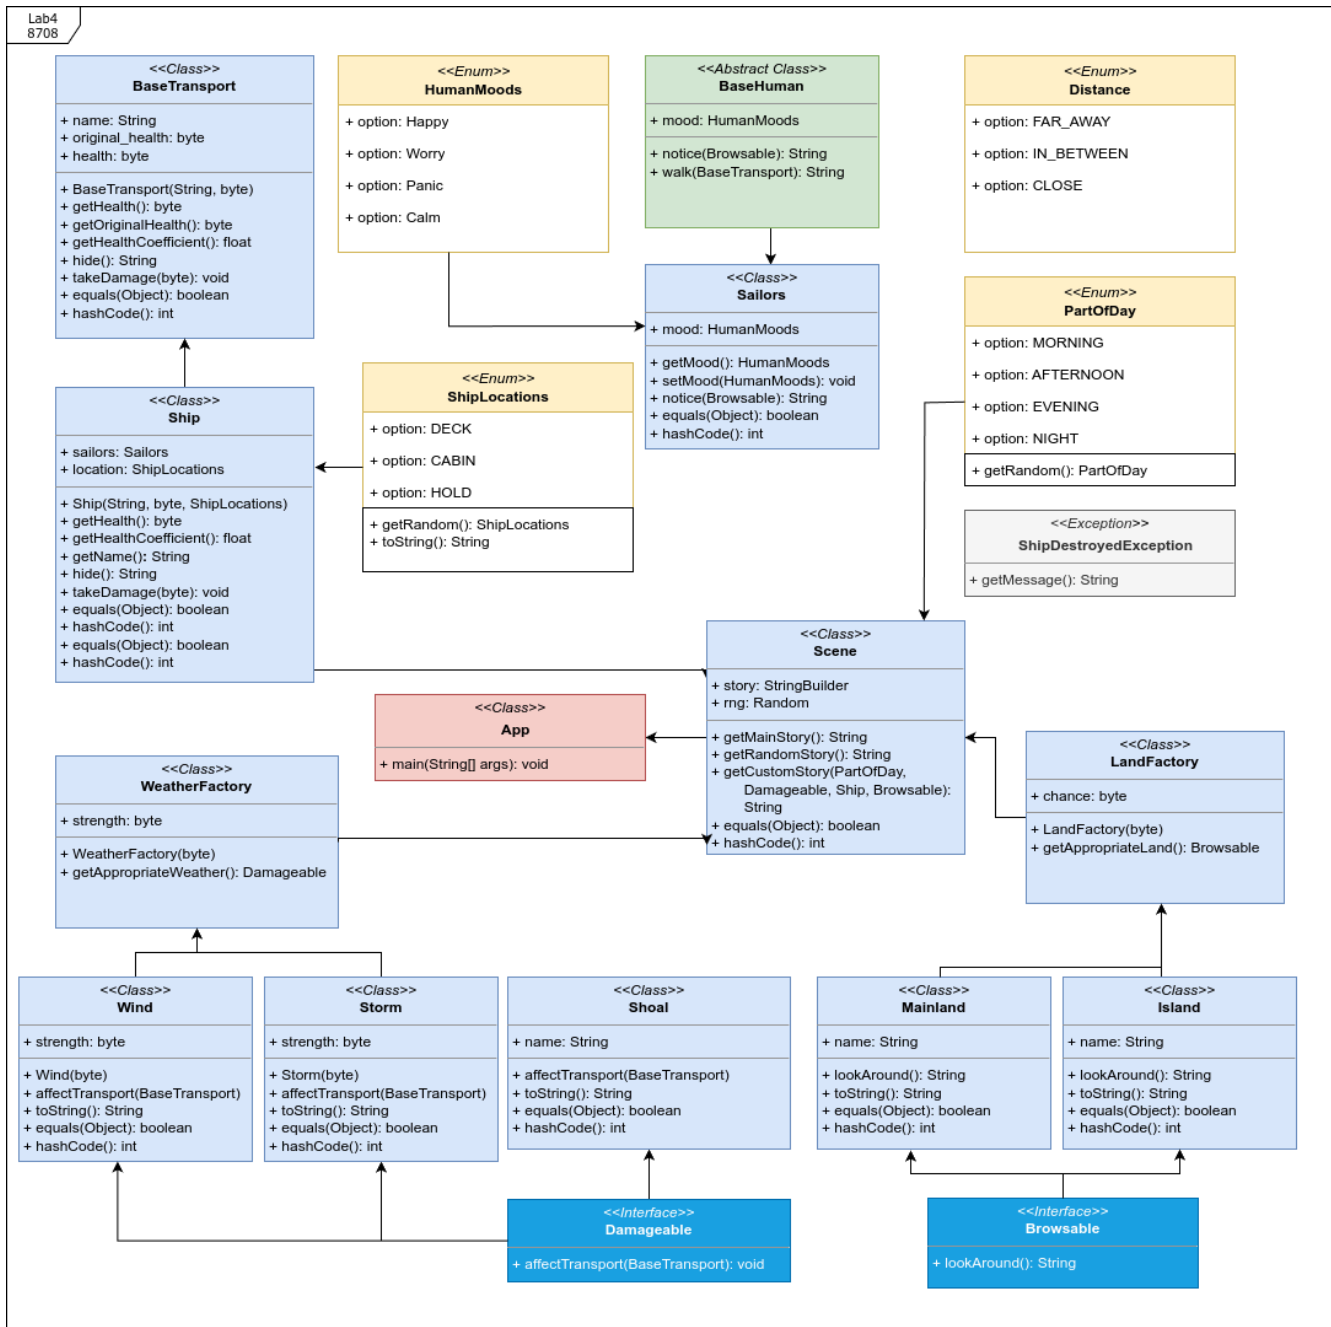 Lab4
8708
<<Class>>
BaseTransport
+ name: String
+ original_health: byte
+ health: byte
+ BaseTransport(String, byte)
+ getHealth(): byte
+ getOriginalHealth(): byte
+ getHealthCoefficient(): float
+ hide(): String
+ takeDamage(byte): void
+ equals(Object): boolean
+ hashCode(): int
<<Enum>>
HumanMoods
+ option: Happy
+ option: Worry
+ option: Panic
+ option: Calm
<<Abstract Class>>
BaseHuman
+ mood: HumanMoods
+ notice(Browsable): String
+ walk(BaseTransport): String
<<Enum>>
Distance
+ option: FAR_AWAY
+ option: IN_BETWEEN
+ option: CLOSE
<<Class>>
Sailors
+ mood: HumanMoods
+ getMood(): HumanMoods
+ setMood(HumanMoods): void
+ notice(Browsable): String
+ equals(Object): boolean
+ hashCode(): int
<<Enum>>
PartOfDay
+ option: MORNING
+ option: AFTERNOON
+ option: EVENING
+ option: NIGHT
+ getRandom(): PartOfDay
<<Class>>
Ship
+ sailors: Sailors
+ location: ShipLocations
+ Ship(String, byte, ShipLocations)
+ getHealth(): byte
+ getHealthCoefficient(): float
+ getName(): String
+ hide(): String
+ takeDamage(byte): void
+ equals(Object): boolean
+ hashCode(): int
+ equals(Object): boolean
+ hashCode(): int
<<Enum>>
ShipLocations
+ option: DECK
+ option: CABIN
+ option: HOLD
+ getRandom(): ShipLocations
+ toString(): String
<<Exception>>
ShipDestroyedException
+ getMessage(): String
<<Class>>
Scene
+ story: StringBuilder
+ rng: Random
+ getMainStory(): String
+ getRandomStory(): String
+ getCustomStory(PartOfDay,
Damageable, Ship, Browsable):
String
+ equals(Object): boolean
+ hashCode(): int
<<Class>>
App
+ main(String[] args): void
<<Class>>
LandFactory
+ chance: byte
+ LandFactory(byte)
+ getAppropriateLand(): Browsable
<<Class>>
WeatherFactory
+ strength: byte
+ WeatherFactory(byte)
+ getAppropriateWeather(): Damageable
<<Class>>
Wind
+ strength: byte
+ Wind(byte)
+ affectTransport(BaseTransport)
+ toString(): String
+ equals(Object): boolean
+ hashCode(): int
<<Class>>
Storm
+ strength: byte
+ Storm(byte)
+ affectTransport(BaseTransport)
+ toString(): String
+ equals(Object): boolean
+ hashCode(): int
<<Class>>
Shoal
+ name: String
+ affectTransport(BaseTransport)
+ toString(): String
+ equals(Object): boolean
+ hashCode(): int
<<Class>>
Mainland
+ name: String
+ lookAround(): String
+ toString(): String
+ equals(Object): boolean
+ hashCode(): int
<<Class>>
Island
+ name: String
+ lookAround(): String
+ toString(): String
+ equals(Object): boolean
+ hashCode(): int
<<Interface>>
Damageable
+ affectTransport(BaseTransport): void
<<Interface>>
Browsable
+ lookAround(): String